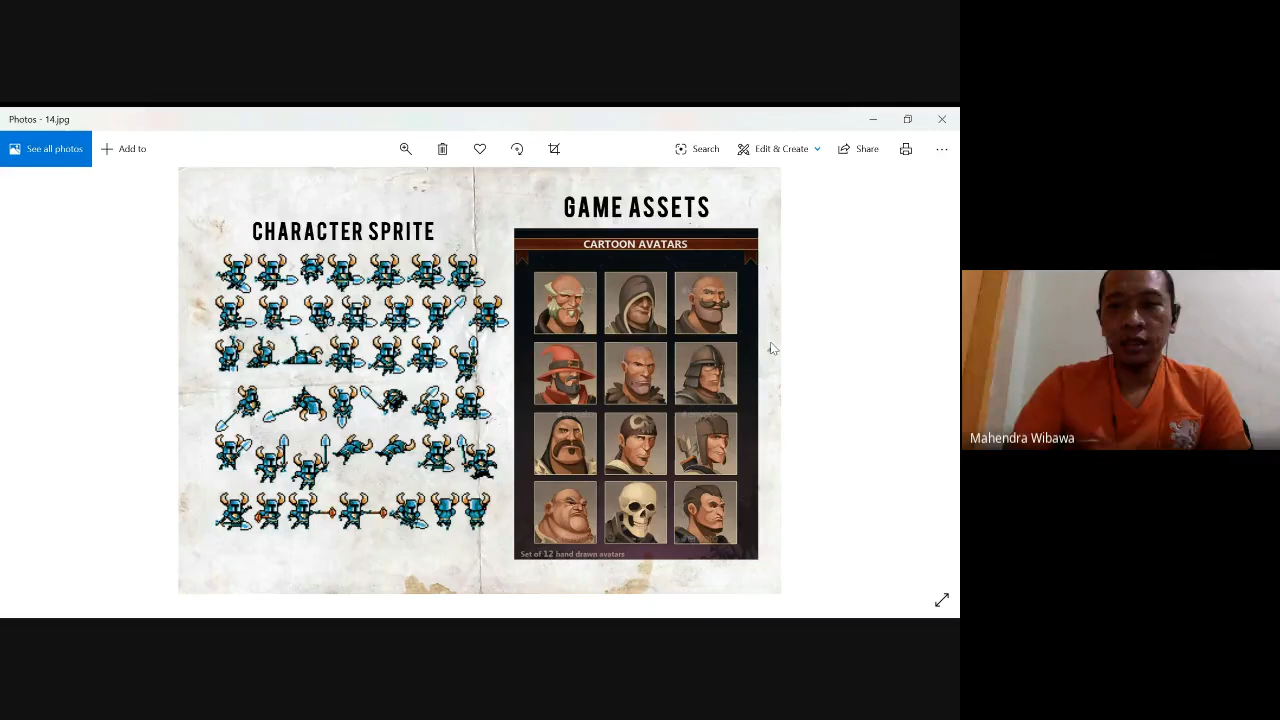 Photos - 14.jpg
See all photos
Add to
Search
Edit & Create
Share
CHARACTER SPRITE
GAME ASSETS
CARTOON AVATARS
Set of 12 hand drawn avatars
Mahendra Wibawa